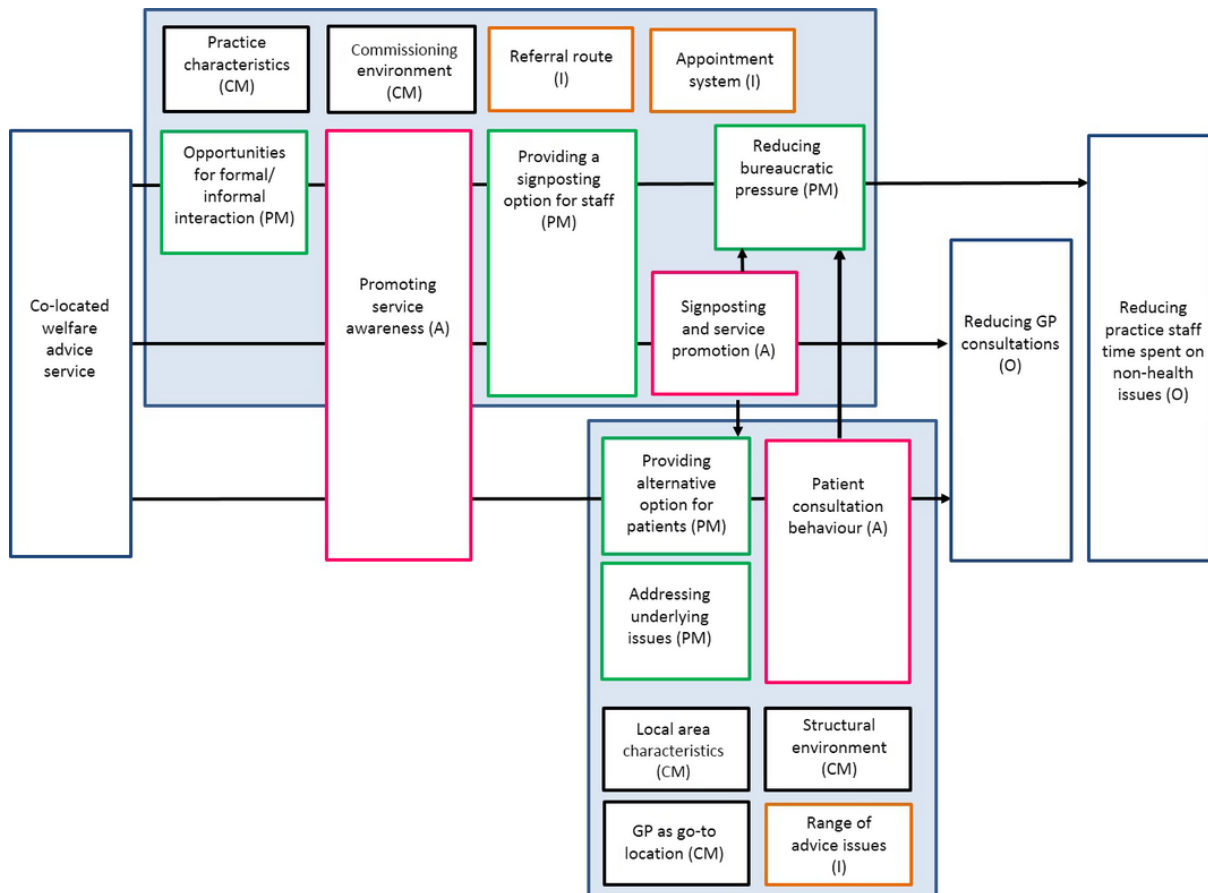 Practice
characteristics
(CM)
Commissioning
environment
(CM)
Referral route
(I)
Appointment
system (I)
Co-located
welfare
advice
service
Opportunities
for formal/
informal
interaction (PM)
Promoting
service
awareness (A)
Providing a
signposting
option for staff
(PM)
Reducing
bureaucratic
pressure (PM)
Signposting
and service
promotion (A)
Reducing GP
consultations
(O)
Reducing
practice staff
time spent on
non-health
issues (O)
Providing
alternative
option for
patients (PM)
Patient
consultation
behaviour (A)
Addressing
underlying
issues (PM)
Local area
characteristics
(CM)
Structural
environment
(CM)
GP as go-to
location (CM)
Range of
advice issues
(I)